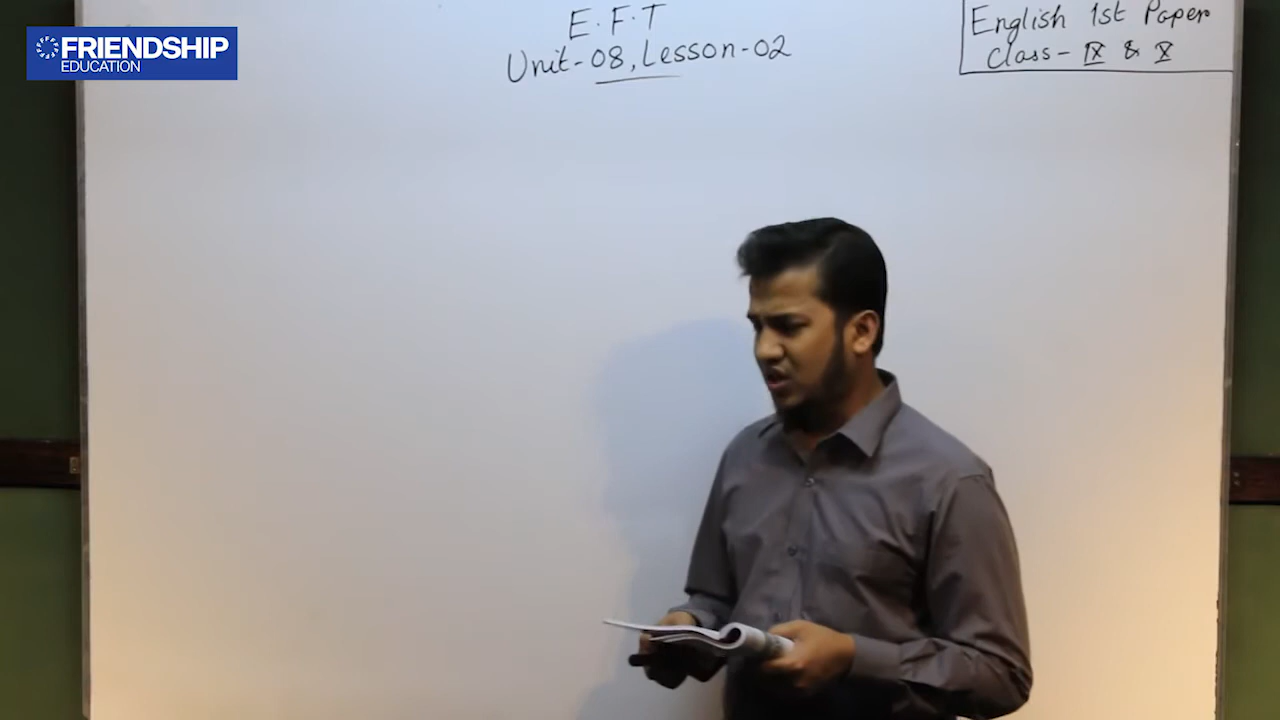 FRIENDSHIP
EDUCATION
E.F.T
Unit-08, Lesson-02
English 1st Paper
Class- IX & X